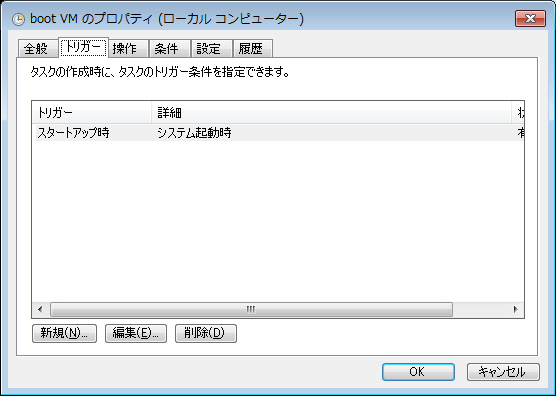 boot VM のプロパティ (ローカル コンピューター)
全般 トリガー 操作 条件 設定 履歴
タスクの作成時に、タスクのトリガー条件を指定できます。
トリガー 詳細
スタートアップ時 システム起動時
新規(N)... 編集(E)... 削除(D)
OK キャンセル